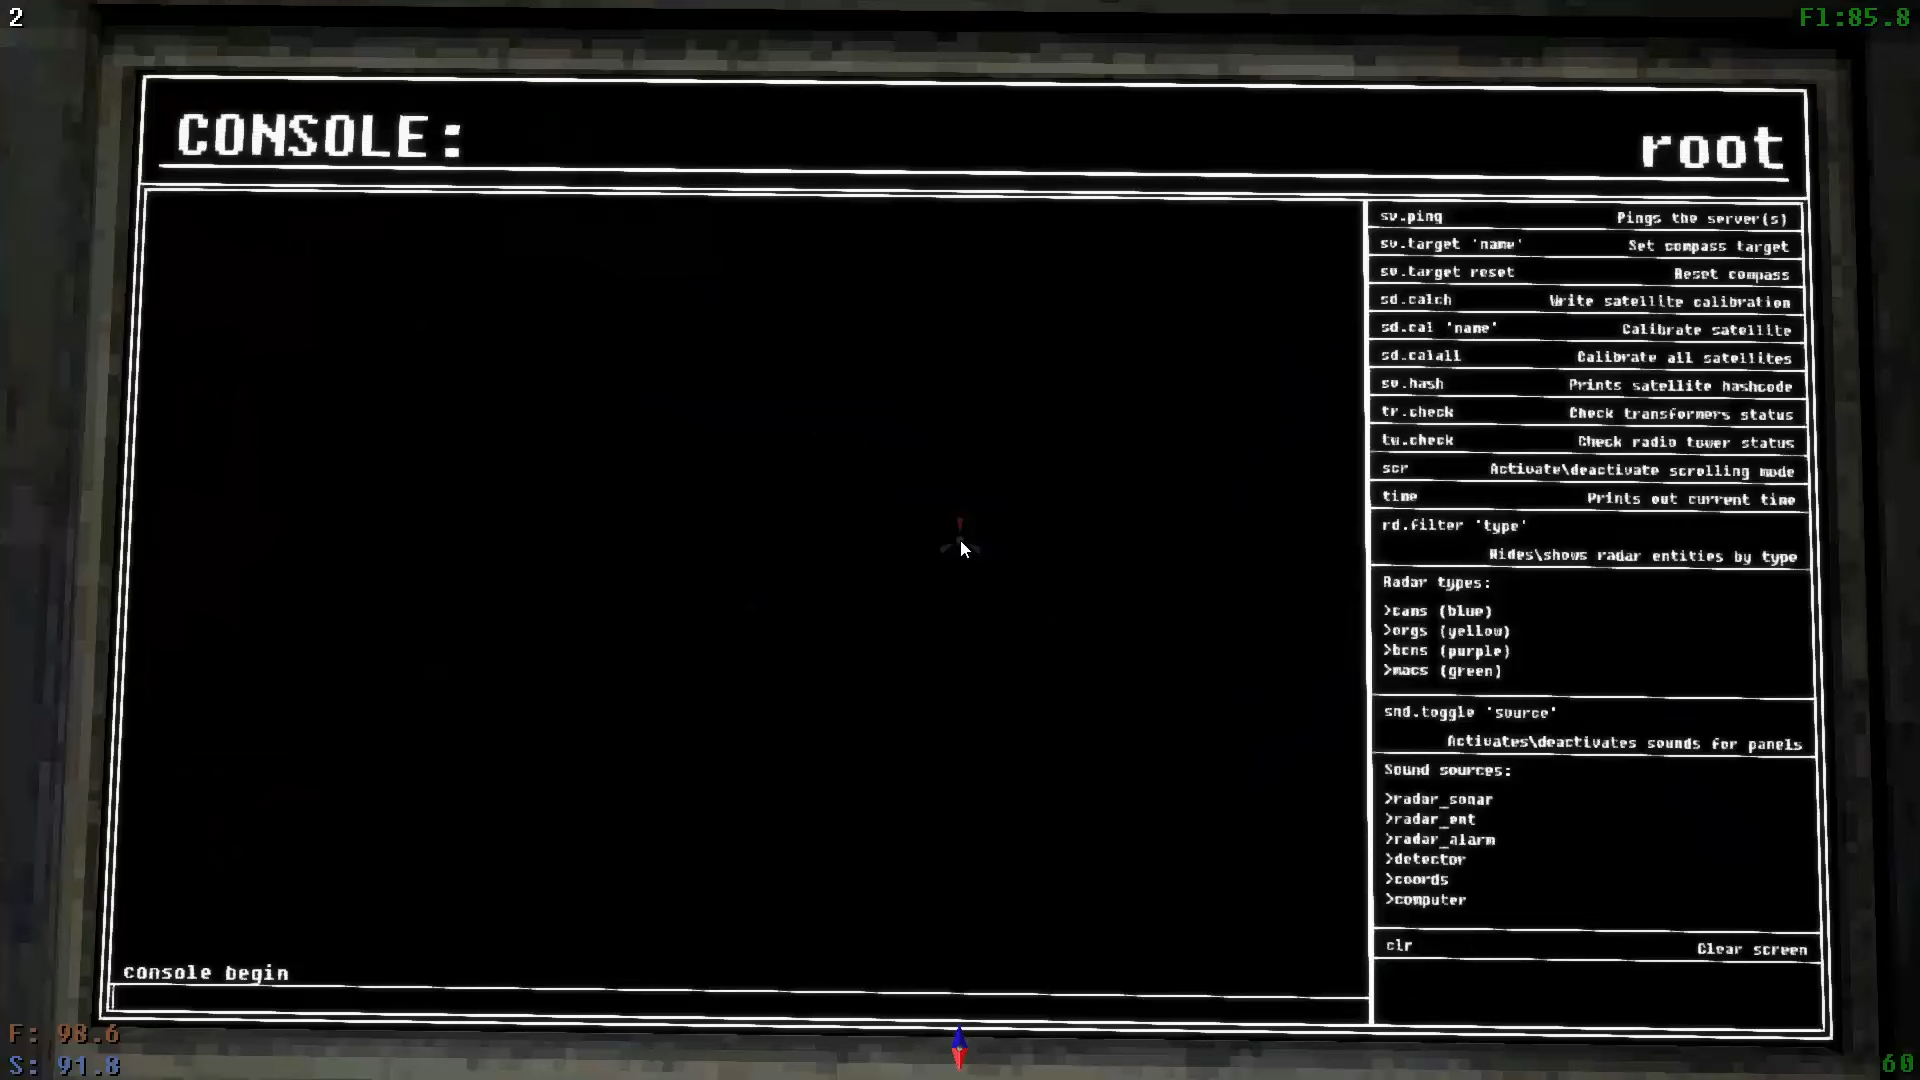 2
Fl:85.8
CONSOLE:
root
sv.ping Pings the server(s)
sv.target 'name' Set compass target
sv.target reset Reset compass
sd.calch Write satellite calibration
sd.cal 'name' Calibrate satellite
sd.calall Calibrate all satellites
sv.hash Prints satellite hashcode
tr.check Check transformers status
tw.check Check radio tower status
scr Activate\deactivate scrolling mode
time Prints out current time
rd.filter 'type'
Hides\shows radar entities by type
Radar types:
>cans (blue)
>orgs (yellow)
>bcns (purple)
>macs (green)
snd.toggle 'source'
Activates\deactivates sounds for panels
Sound sources:
>radar_sonar
>radar_ent
>radar_alarm
>detector
>coords
>computer
clr Clear screen
console begin
F: 98.6
S: 91.8
60